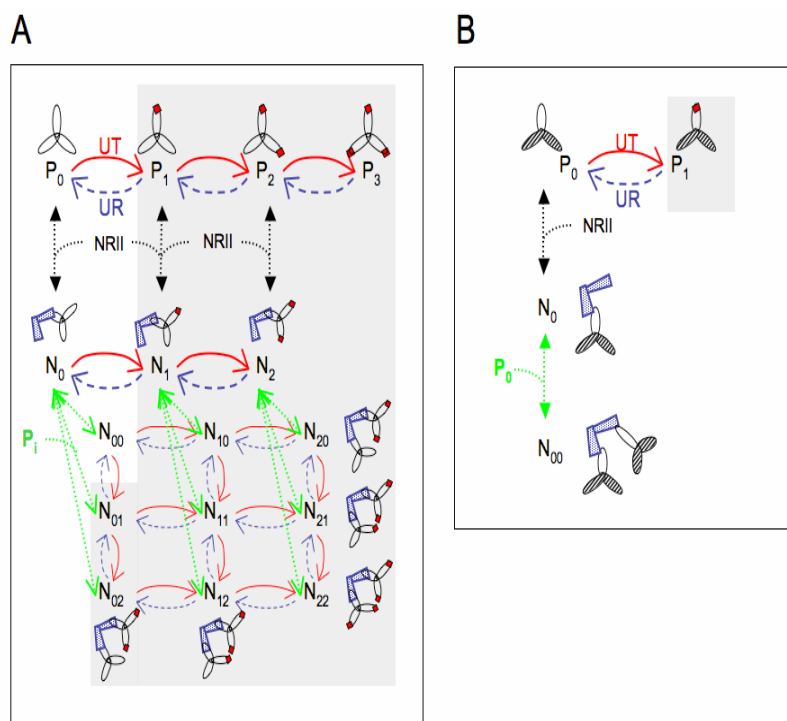 A
UT
P0 P1 P2 P3
UR
NRII NRII
N0 N1 N2
N00 N10 N20
Pi
N01 N11 N21
N02 N12 N22
B
UT
P0 P1
UR
NRII
N0
P0
N00